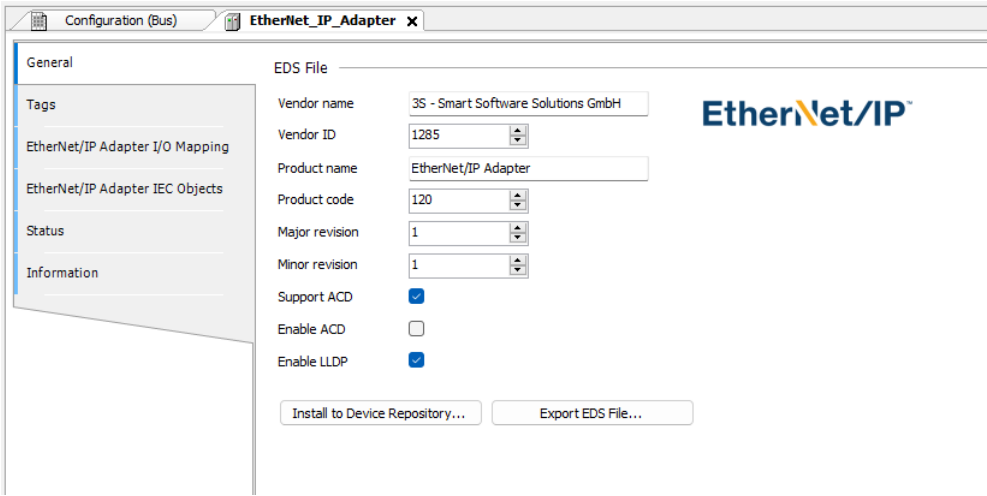 Configuration (Bus) EtherNet_IP_Adapter
General
Tags
EtherNet/IP Adapter I/O Mapping
EtherNet/IP Adapter IEC Objects
Status
Information
EDS File
Vendor name 3S - Smart Software Solutions GmbH
Vendor ID 1285
Product name EtherNet/IP Adapter
Product code 120
Major revision 1
Minor revision 1
Support ACD
Enable ACD
Enable LLDP
Install to Device Repository... Export EDS File...
EtherNet/IP™